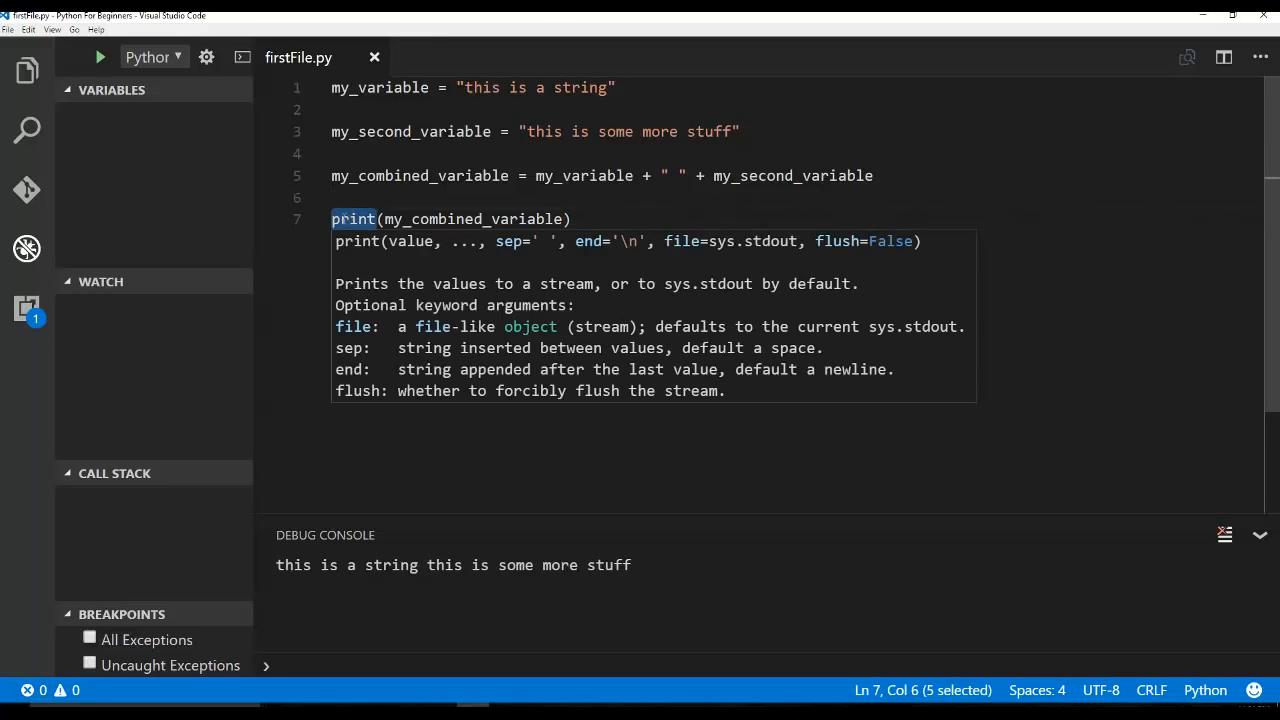 firstFile.py - Python For Beginners - Visual Studio Code
File Edit View Go Help
Python
firstFile.py
VARIABLES
WATCH
CALL STACK
BREAKPOINTS
All Exceptions
Uncaught Exceptions
1 my_variable = "this is a string"
2
3 my_second_variable = "this is some more stuff"
4
5 my_combined_variable = my_variable + " " + my_second_variable
6
7 print(my_combined_variable)
print(value, ..., sep=' ', end='\n', file=sys.stdout, flush=False)
Prints the values to a stream, or to sys.stdout by default.
Optional keyword arguments:
file: a file-like object (stream); defaults to the current sys.stdout.
sep: string inserted between values, default a space.
end: string appended after the last value, default a newline.
flush: whether to forcibly flush the stream.
1
DEBUG CONSOLE
this is a string this is some more stuff
0 0 Ln 7, Col 6 (5 selected) Spaces: 4 UTF-8 CRLF Python